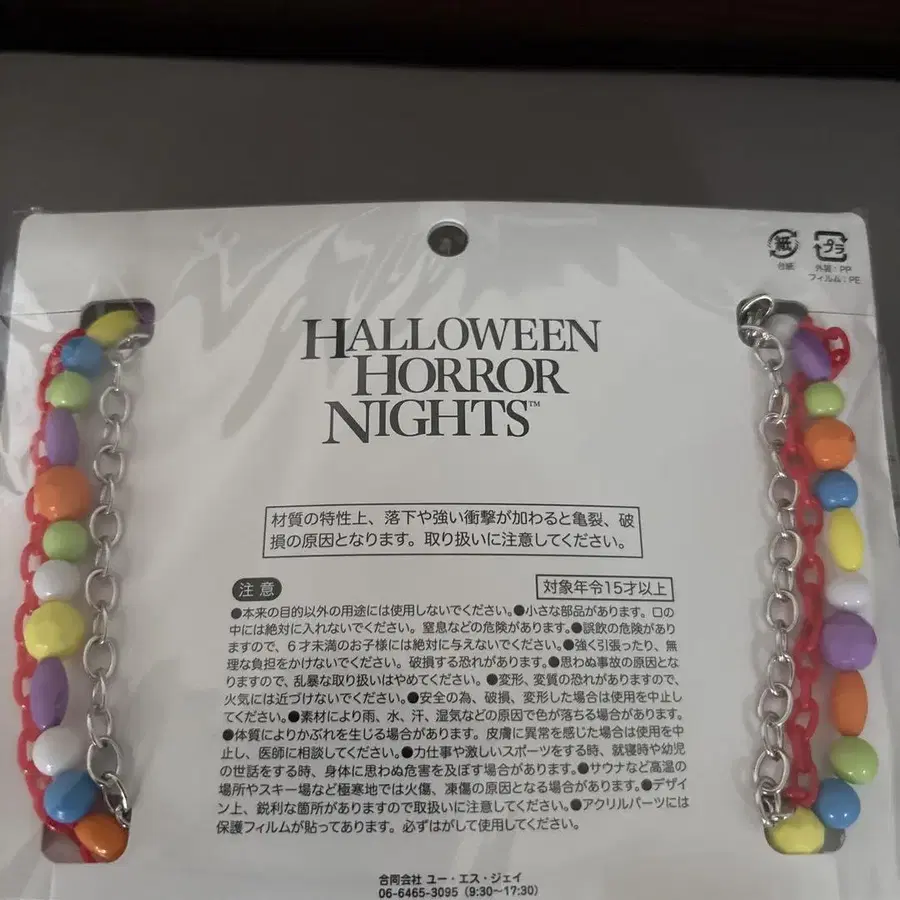 紙
台紙
プラ
外袋：PP
フィルム：PE
HALLOWEEN
HORROR
NIGHTS™
材質の特性上、落下や強い衝撃が加わると亀裂、破
損の原因となります。取り扱いに注意してください。
注意
対象年令15才以上
●本来の目的以外の用途には使用しないでください。●小さな部品があります。口の
中には絶対に入れないでください。窒息などの危険があります。●誤飲の危険があり
ますので、6才未満のお子様には絶対に与えないでください。●強く引張ったり、無
理な負担をかけないでください。破損する恐れがあります。●思わぬ事故の原因とな
りますので、乱暴な取り扱いはやめてください。●変形、変質の恐れがありますので、
火気には近づけないでください。●安全の為、破損、変形した場合は使用を中止し
てください。●素材により雨、水、汗、湿気などの原因で色が落ちる場合があります。
●体質によりかぶれを生じる場合があります。皮膚に異常を感じた場合は使用を中
止し、医師に相談してください。●力仕事や激しいスポーツをする時、就寝時や幼児
の世話をする時、身体に思わぬ危害を及ぼす場合があります。●サウナなど高温の
場所やスキー場など極寒地では火傷、凍傷の原因となる場合があります。●デザイ
ン上、鋭利な箇所がありますので取扱いに注意してください。●アクリルパーツには
保護フィルムが貼ってあります。必ずはがして使用してください。
合同会社 ユー・エス・ジェイ
06-6465-3095（9:30〜17:30）